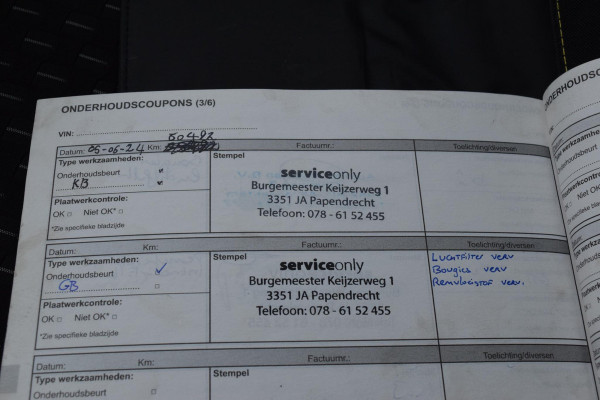 ONDERHOUDSCOUPONS (3/6)
ONDERHOUDSC
VIN:
50482
Datum: 05-06-24 Km: Factuurnr.: Toelichting/diversen
Type werkzaamheden: Stempel
Onderhoudsbeurt
KB
serviceonly
Burgemeester Keijzerweg 1
3351 JA Papendrecht
Telefoon: 078 - 61 52 455
Plaatwerkcontrole:
OK Niet OK*
*Zie specifieke bladzijde
Datum: Km: Factuurnr.: Toelichting/diversen
Type werkzaamheden: Stempel
Onderhoudsbeurt
GB
serviceonly
Burgemeester Keijzerweg 1
3351 JA Papendrecht
Telefoon: 078 - 61 52 455
Luchtfilter verv
Bougies verv
Remvloeistof verv.
Plaatwerkcontrole:
OK Niet OK*
*Zie specifieke bladzijde
Datum: Km: Factuurnr.: Toelichting/diversen
Type werkzaamheden: Stempel
Onderhoudsbeurt